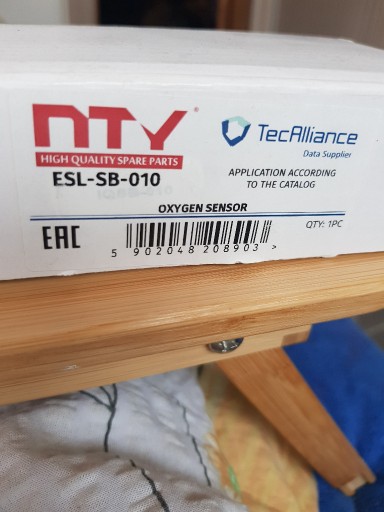 NTY
HIGH QUALITY SPARE PARTS
ESL-SB-010
TecAlliance
Data Supplier
APPLICATION ACCORDING
TO THE CATALOG
OXYGEN SENSOR
EAC
5 902048 208903 >
QTY: 1PC